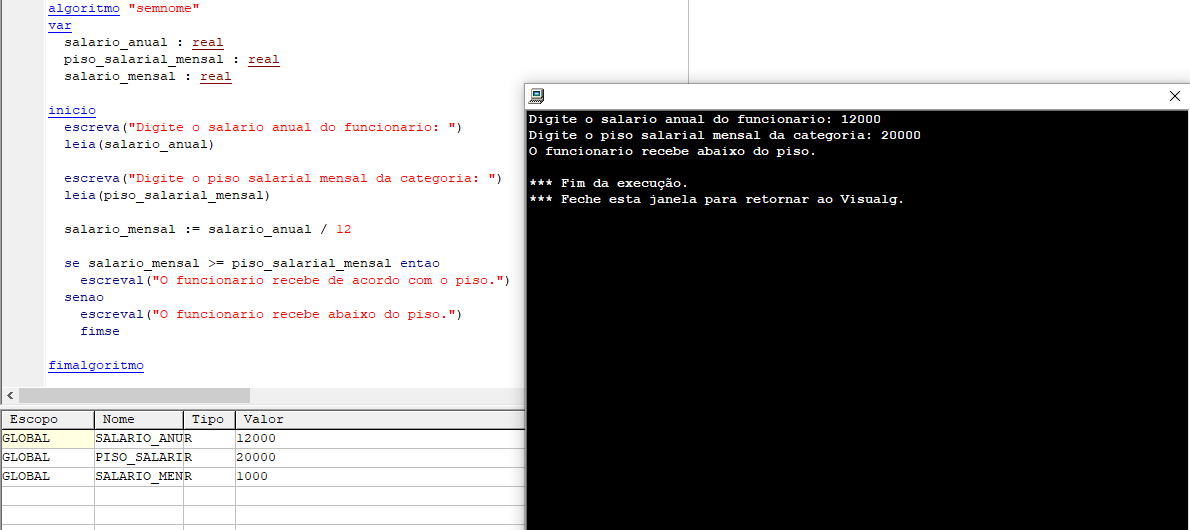 algoritmo "semnome"
var
salario_anual : real
piso_salarial_mensal : real
salario_mensal : real
inicio
escreva("Digite o salario anual do funcionario: ")
leia(salario_anual)
escreva("Digite o piso salarial mensal da categoria: ")
leia(piso_salarial_mensal)
salario_mensal := salario_anual / 12
se salario_mensal >= piso_salarial_mensal entao
escreval("O funcionario recebe de acordo com o piso.")
senao
escreval("O funcionario recebe abaixo do piso.")
fimse
fimalgoritmo
Digite o salario anual do funcionario: 12000
Digite o piso salarial mensal da categoria: 20000
O funcionario recebe abaixo do piso.
*** Fim da execução.
*** Feche esta janela para retornar ao Visualg.
Escopo Nome Tipo Valor
GLOBAL SALARIO_ANU R 12000
GLOBAL PISO_SALARI R 20000
GLOBAL SALARIO_MEN R 1000